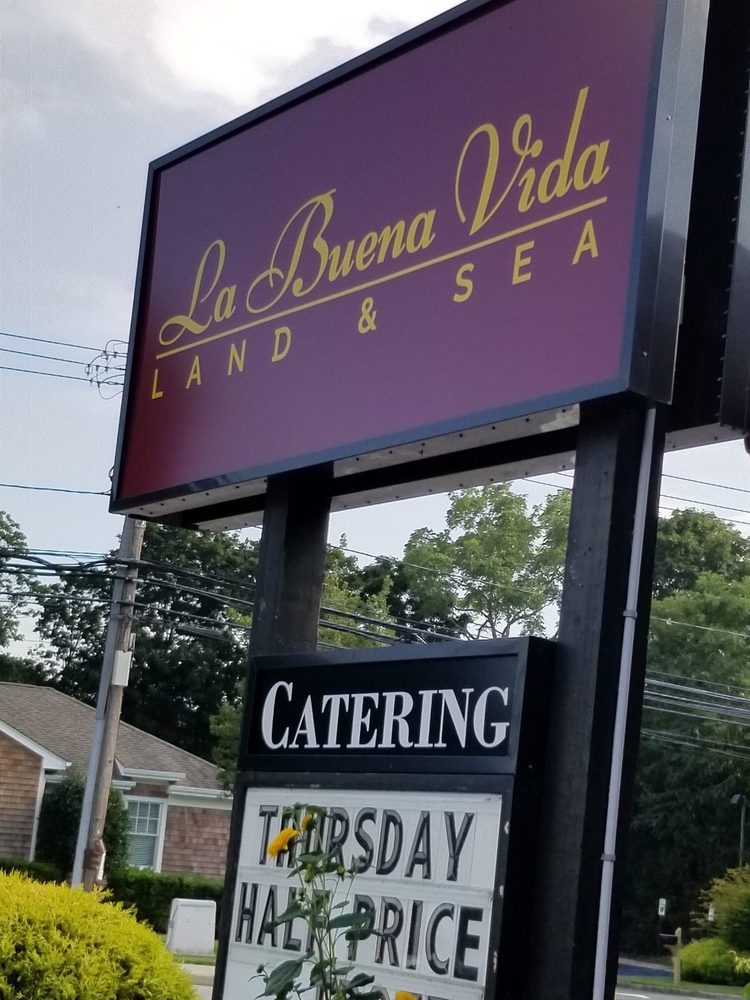 La Buena Vida
LAND & SEA
CATERING
THURSDAY
HALF PRICE